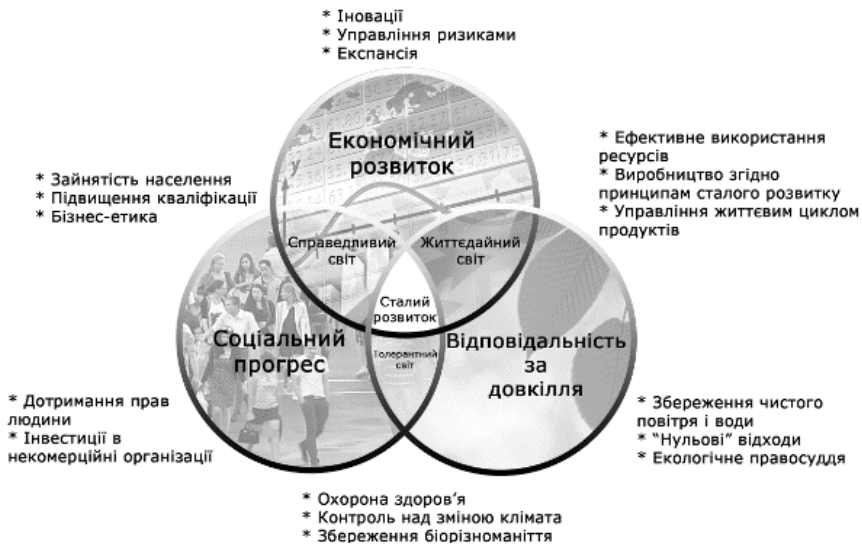 * Іновації
* Управління ризиками
* Експансія
Економічний
розвиток
* Ефективне використання
ресурсів
* Виробництво згідно
принципам сталого розвитку
* Управління життєвим циклом
продуктів
* Зайнятість населення
* Підвищення кваліфікації
* Бізнес-етика
y
Справедливий
світ
Життєдайний
світ
Сталий
розвиток
Соціальний
прогрес
Толерантний
світ
Відповідальність
за
довкілля
* Дотримання прав
людини
* Інвестиції в
некомерційні організації
* Збереження чистого
повітря і води
* “Нульові” відходи
* Екологічне правосуддя
* Охорона здоров’я
* Контроль над зміною клімата
* Збереження біорізноманіття